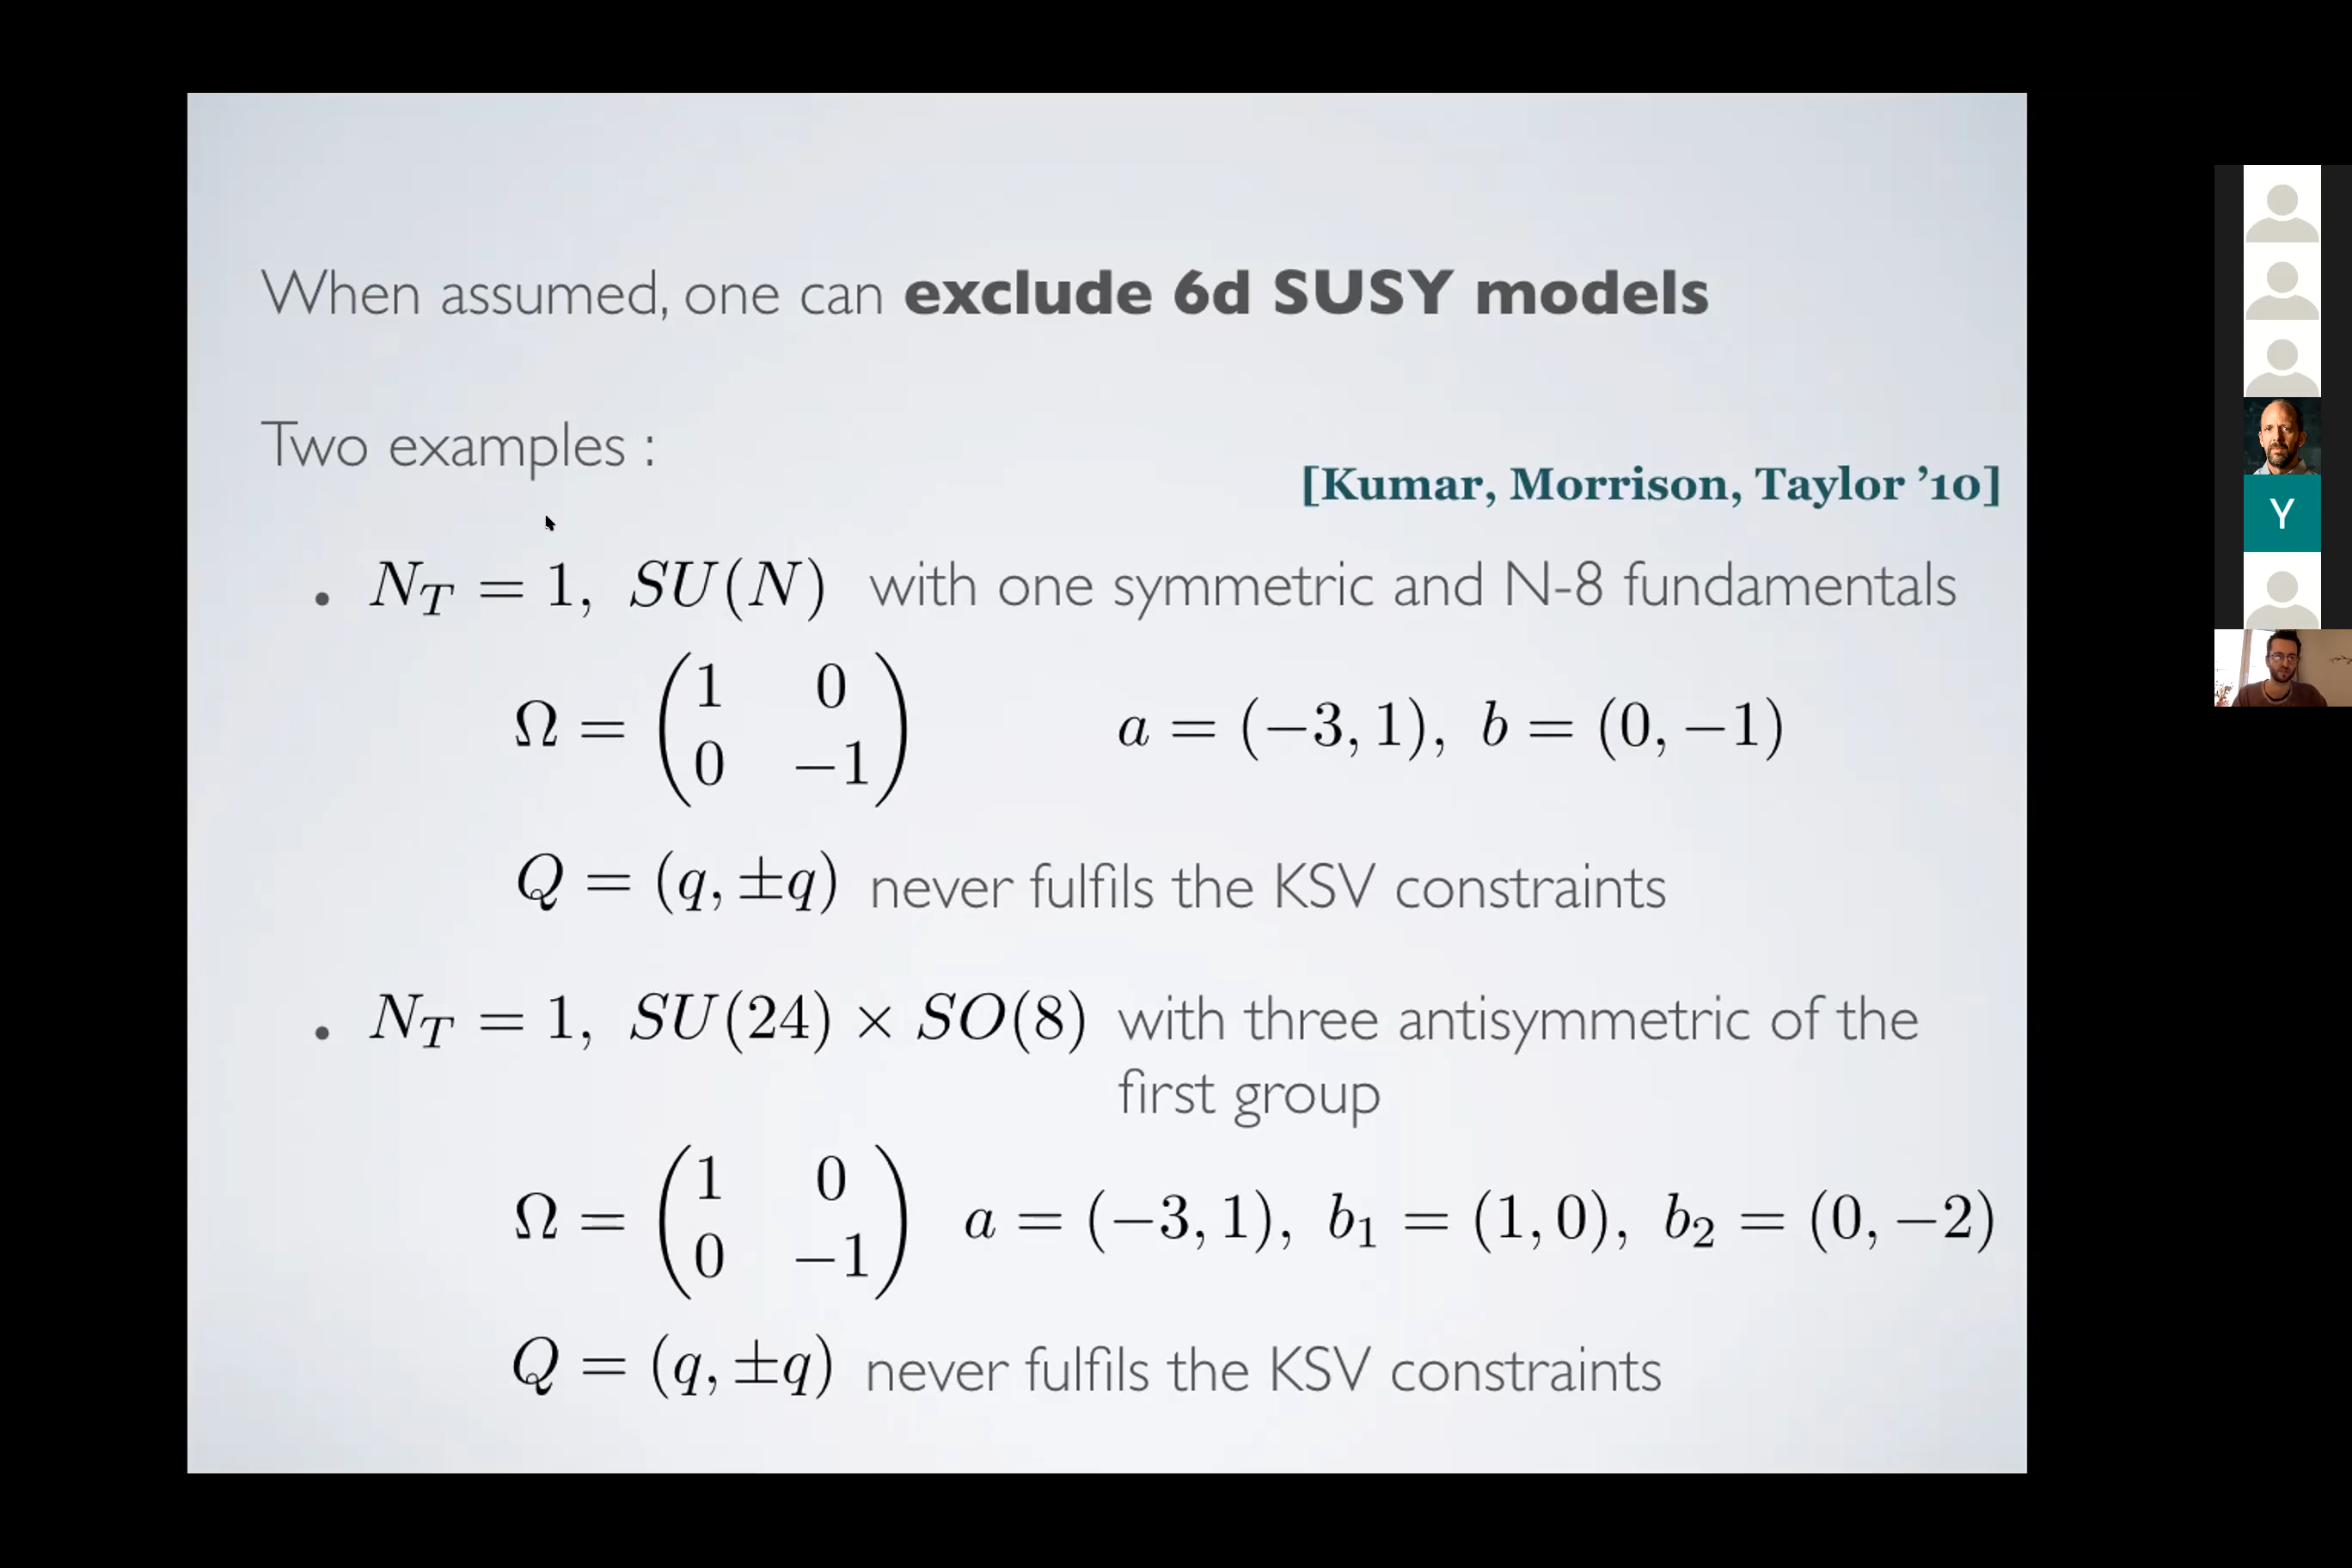 When assumed, one can exclude 6d SUSY models
Two examples :
[Kumar, Morrison, Taylor ’10]
• N_T = 1, SU(N) with one symmetric and N-8 fundamentals
Ω = (1 0
0 −1) a = (−3, 1), b = (0, −1)
Q = (q, ±q) never fulfils the KSV constraints
• N_T = 1, SU(24) × SO(8) with three antisymmetric of the
first group
Ω = (1 0
0 −1) a = (−3, 1), b₁ = (1, 0), b₂ = (0, −2)
Q = (q, ±q) never fulfils the KSV constraints
Y